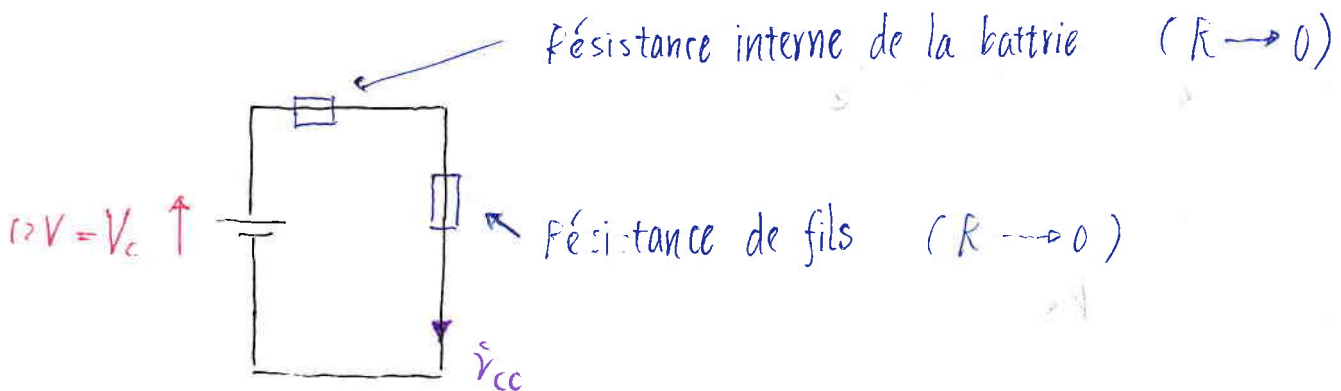 Résistance interne de la battrie (R → 0)
12V = Vc ↑
Résistance de fils (R → 0)
icc